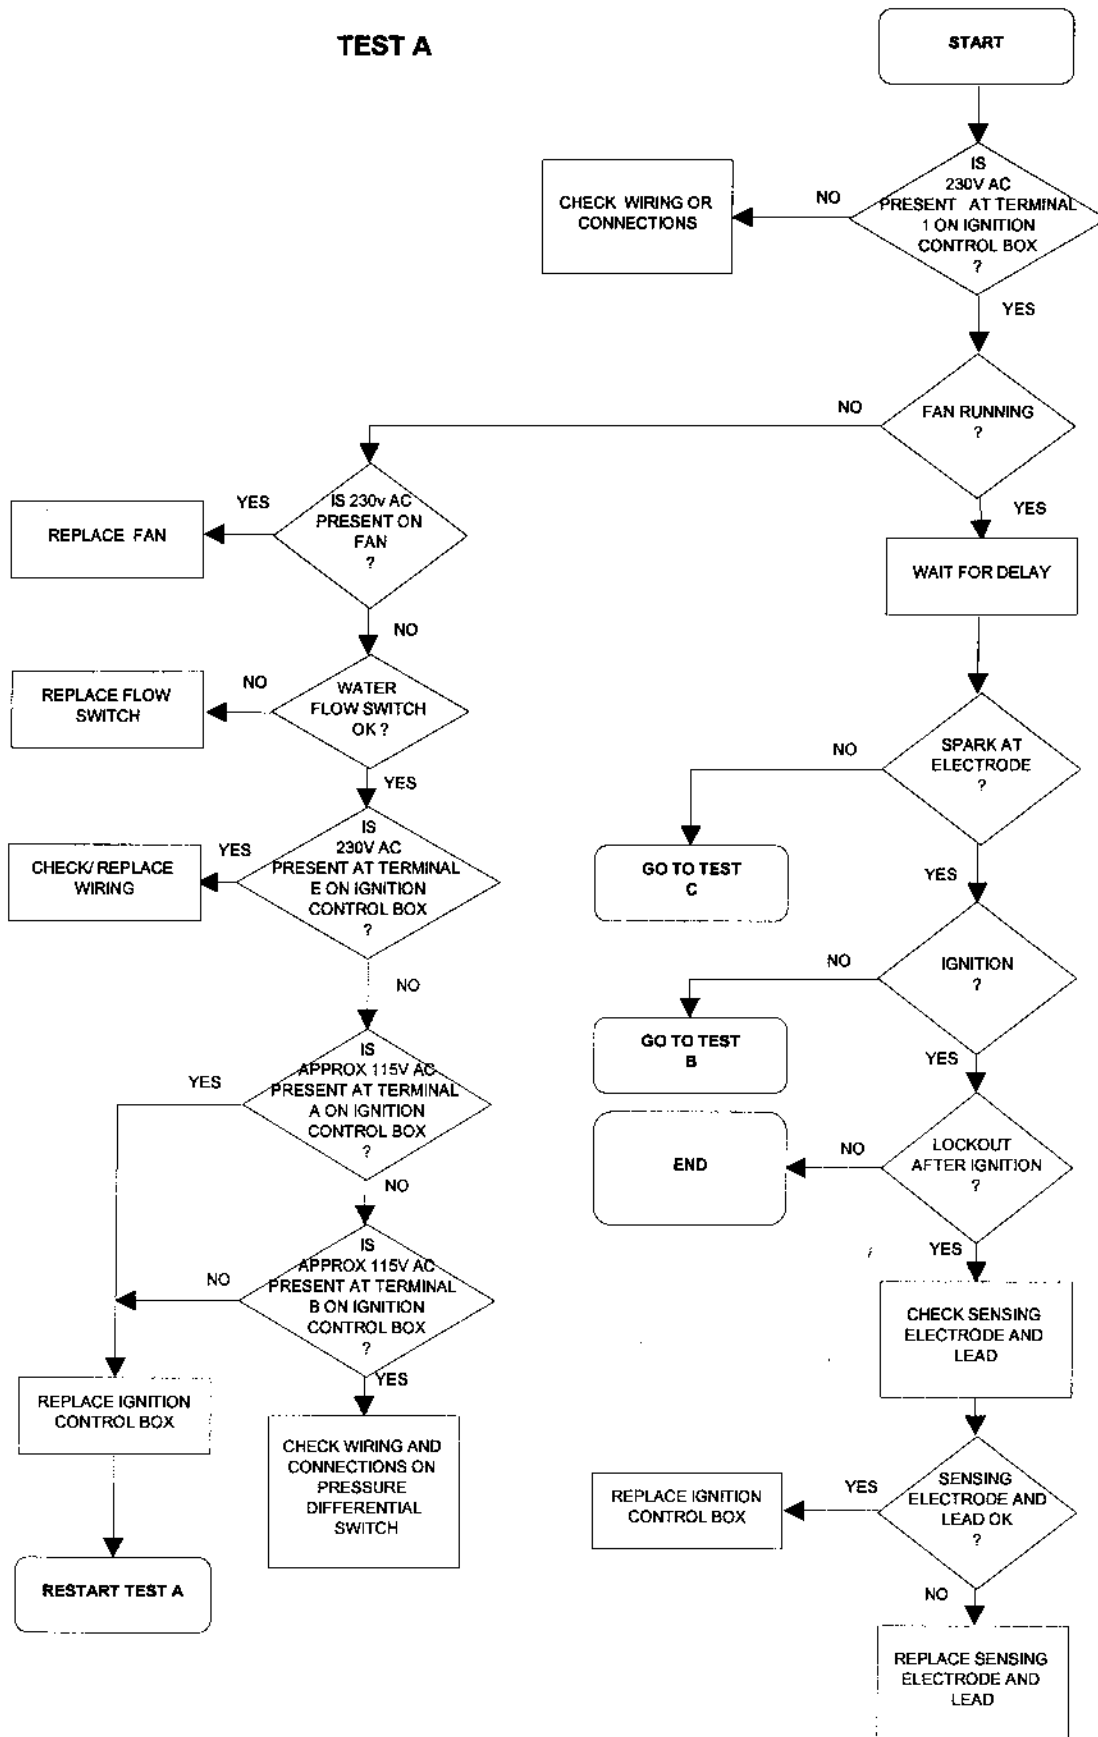 TEST A
START
IS
230V AC
PRESENT AT TERMINAL
1 ON IGNITION
CONTROL BOX
?
NO
CHECK WIRING OR
CONNECTIONS
YES
FAN RUNNING
?
NO
YES
IS 230v AC
PRESENT ON
FAN
?
YES
REPLACE FAN
WAIT FOR DELAY
NO
WATER
FLOW SWITCH
OK ?
NO
REPLACE FLOW
SWITCH
SPARK AT
ELECTRODE
?
NO
YES
IS
230V AC
PRESENT AT TERMINAL
E ON IGNITION
CONTROL BOX
?
YES
CHECK/ REPLACE
WIRING
GO TO TEST
C
YES
IGNITION
?
NO
NO
GO TO TEST
B
YES
IS
APPROX 115V AC
PRESENT AT TERMINAL
A ON IGNITION
CONTROL BOX
?
YES
LOCKOUT
AFTER IGNITION
?
NO
END
NO
YES
IS
APPROX 115V AC
PRESENT AT TERMINAL
B ON IGNITION
CONTROL BOX
?
NO
CHECK SENSING
ELECTRODE AND
LEAD
YES
REPLACE IGNITION
CONTROL BOX
CHECK WIRING AND
CONNECTIONS ON
PRESSURE
DIFFERENTIAL
SWITCH
SENSING
ELECTRODE AND
LEAD OK
?
YES
REPLACE IGNITION
CONTROL BOX
RESTART TEST A
NO
REPLACE SENSING
ELECTRODE AND
LEAD